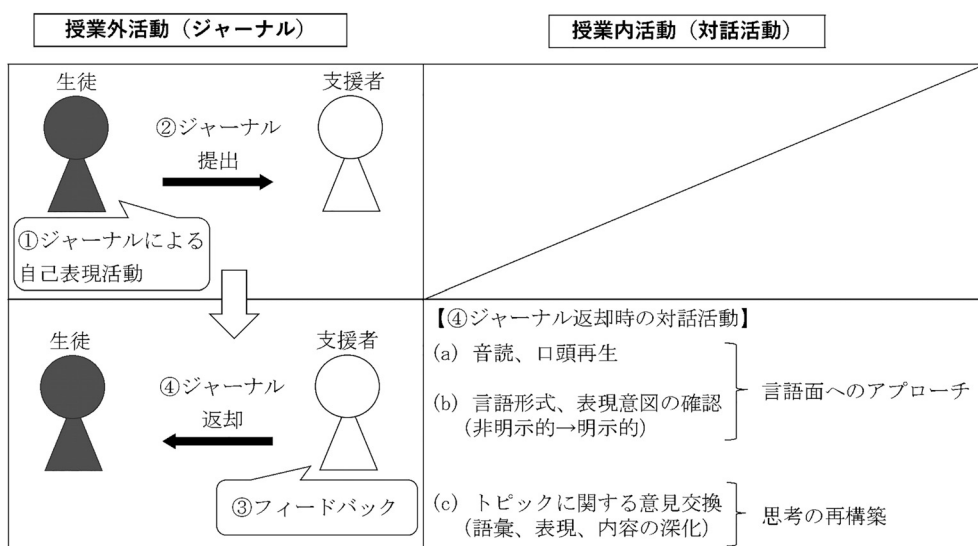 授業外活動（ジャーナル）
授業内活動（対話活動）
生徒
支援者
②ジャーナル
提出
①ジャーナルによる
自己表現活動
生徒
支援者
④ジャーナル
返却
③フィードバック
【④ジャーナル返却時の対話活動】
(a) 音読、口頭再生
(b) 言語形式、表現意図の確認
（非明示的→明示的）
言語面へのアプローチ
(c) トピックに関する意見交換
（語彙、表現、内容の深化）
思考の再構築